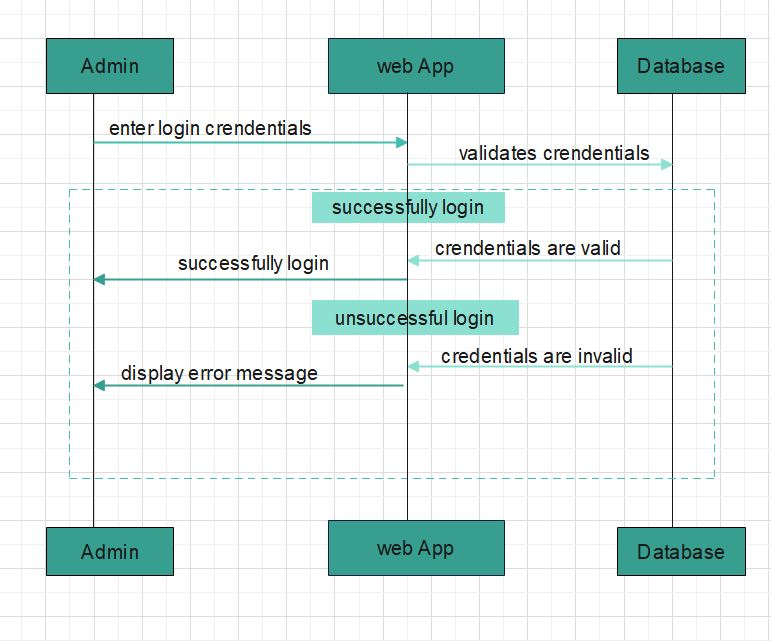 Admin
web App
Database
enter login crendentials
validates crendentials
successfully login
crendentials are valid
successfully login
unsuccessful login
credentials are invalid
display error message
Admin
web App
Database